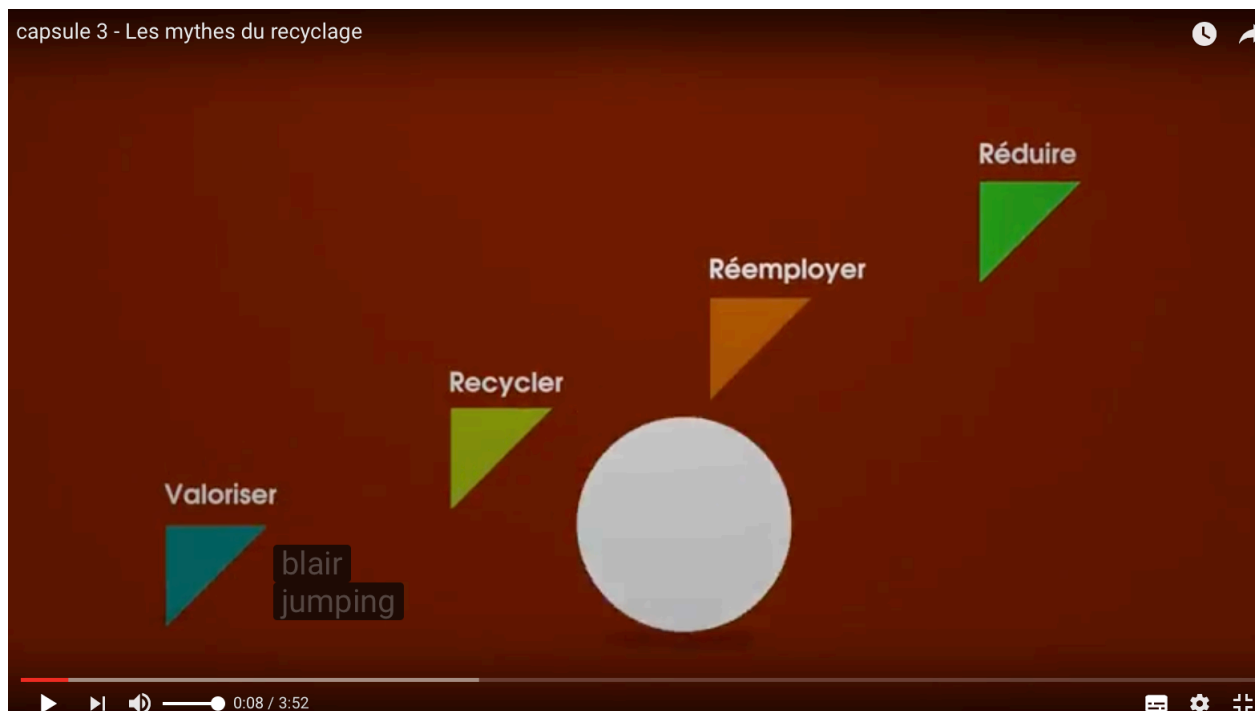 capsule 3 - Les mythes du recyclage
Réduire
Réemployer
Recycler
Valoriser
blair
jumping
0:08 / 3:52